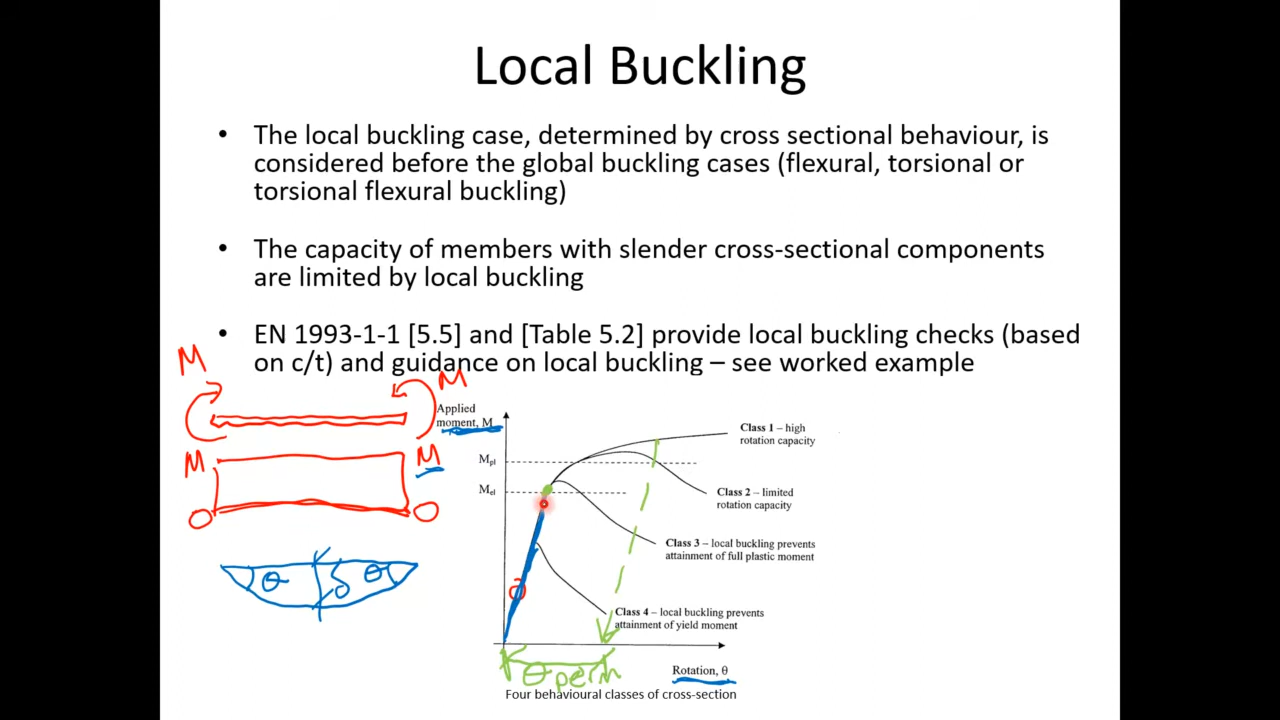 Local Buckling
• The local buckling case, determined by cross sectional behaviour, is
considered before the global buckling cases (flexural, torsional or
torsional flexural buckling)
• The capacity of members with slender cross-sectional components
are limited by local buckling
• EN 1993-1-1 [5.5] and [Table 5.2] provide local buckling checks (based
on c/t) and guidance on local buckling – see worked example
M
M
M
M
O
O
θ δ θ
Applied
moment, M
Mpl
Mel
Class 1 – high
rotation capacity
Class 2 – limited
rotation capacity
Class 3 – local buckling prevents
attainment of full plastic moment
Class 4 – local buckling prevents
attainment of yield moment
θ perm
Rotation, θ
Four behavioural classes of cross-section